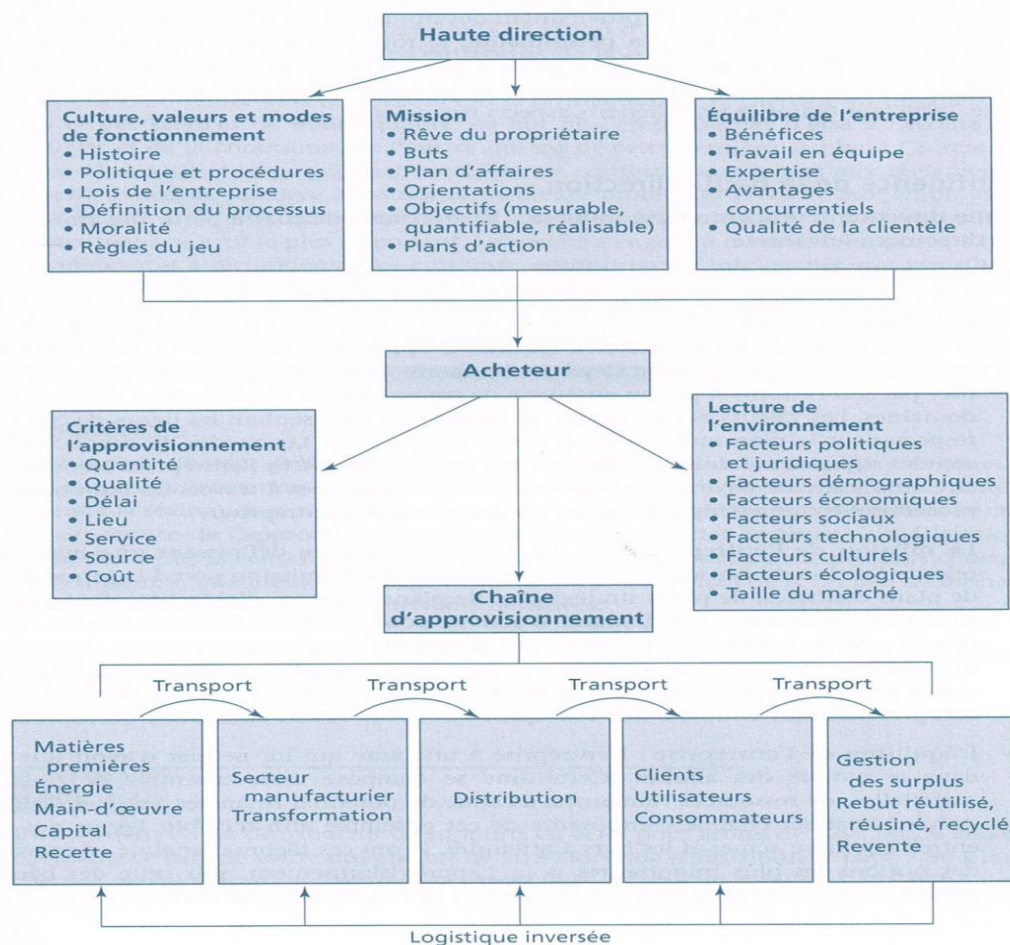 Haute direction
Culture, valeurs et modes
de fonctionnement
• Histoire
• Politique et procédures
• Lois de l'entreprise
• Définition du processus
• Moralité
• Règles du jeu
Mission
• Rêve du propriétaire
• Buts
• Plan d'affaires
• Orientations
• Objectifs (mesurable,
quantifiable, réalisable)
• Plans d'action
Équilibre de l'entreprise
• Bénéfices
• Travail en équipe
• Expertise
• Avantages
concurrentiels
• Qualité de la clientèle
Acheteur
Critères de
l'approvisionnement
• Quantité
• Qualité
• Délai
• Lieu
• Service
• Source
• Coût
Lecture de
l'environnement
• Facteurs politiques
et juridiques
• Facteurs démographiques
• Facteurs économiques
• Facteurs sociaux
• Facteurs technologiques
• Facteurs culturels
• Facteurs écologiques
• Taille du marché
Chaîne
d'approvisionnement
Transport
Transport
Transport
Transport
Matières
premières
Énergie
Main-d'œuvre
Capital
Recette
Secteur
manufacturier
Transformation
Distribution
Clients
Utilisateurs
Consommateurs
Gestion
des surplus
Rebut réutilisé,
réusiné, recyclé
Revente
Logistique inversée